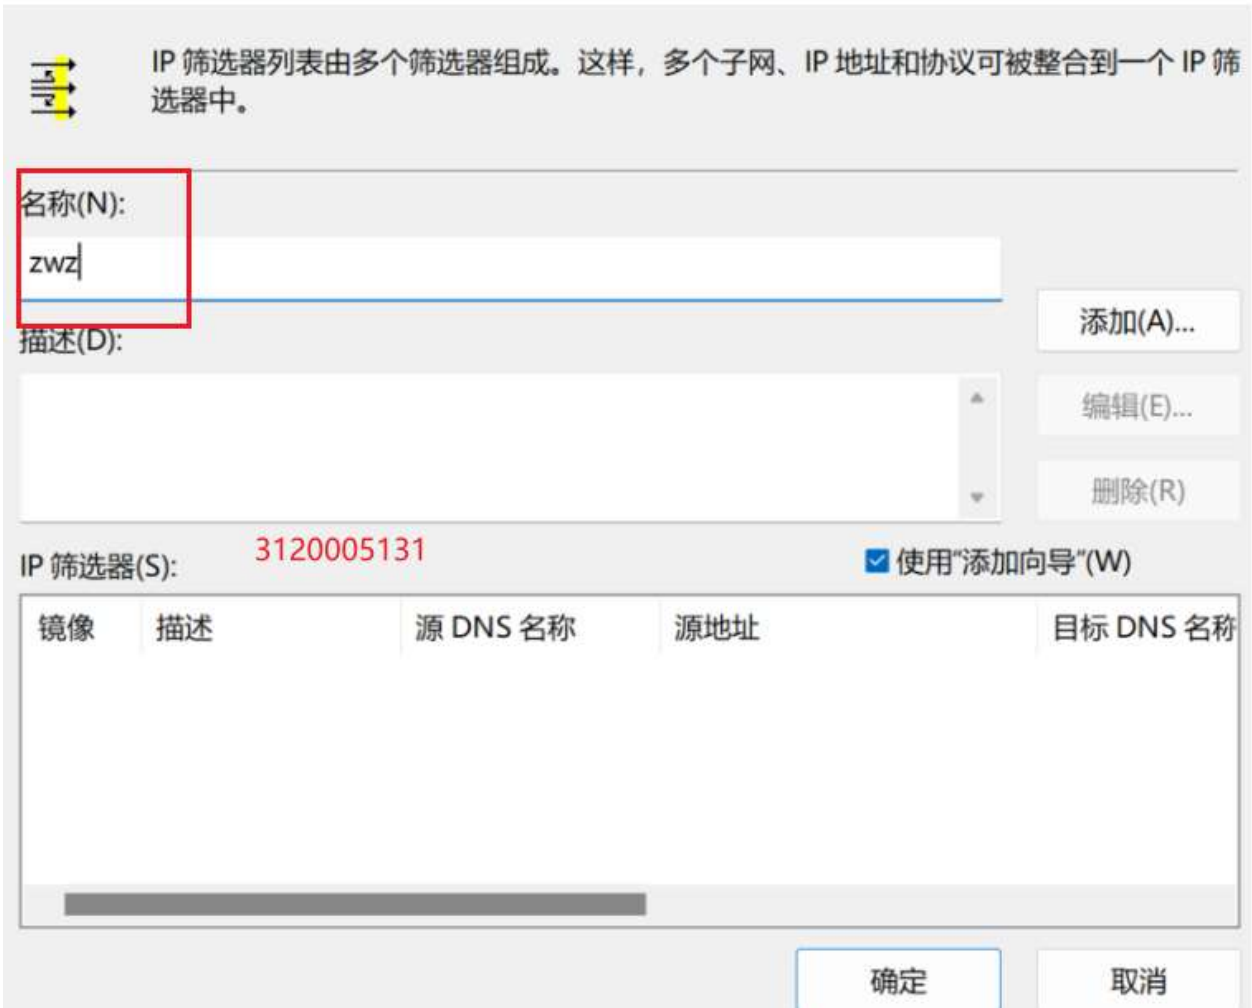 IP 筛选器列表由多个筛选器组成。这样，多个子网、IP 地址和协议可被整合到一个 IP 筛
选器中。
名称(N):
zwz
添加(A)...
描述(D):
编辑(E)...
删除(R)
3120005131
IP 筛选器(S):
使用“添加向导”(W)
镜像 描述 源 DNS 名称 源地址 目标 DNS 名称
确定 取消